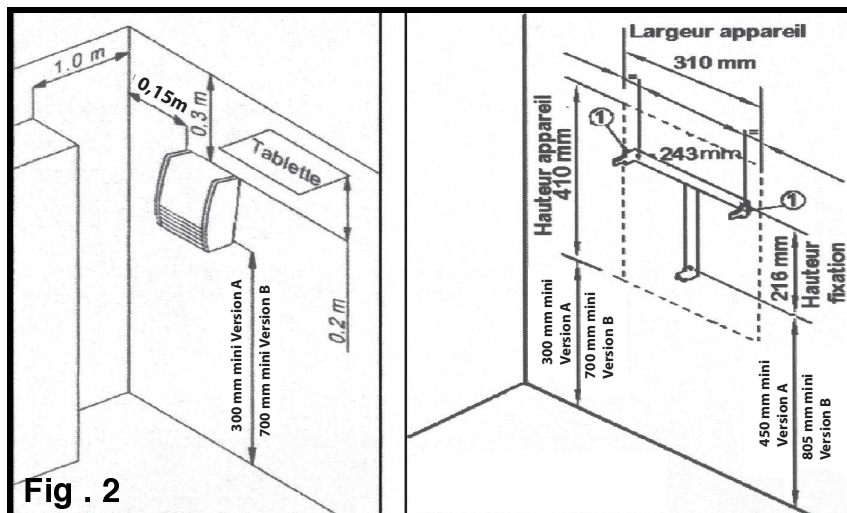 1.0 m
0,15m
0,3 m
Tablette
0.2 m
300 mm mini Version A
700 mm mini Version B
Fig . 2
Largeur appareil
310 mm
=
=
1
243mm
1
Hauteur appareil
410 mm
216 mm
Hauteur
fixation
300 mm mini
Version A
700 mm mini
Version B
450 mm mini
Version A
805 mm mini
Version B